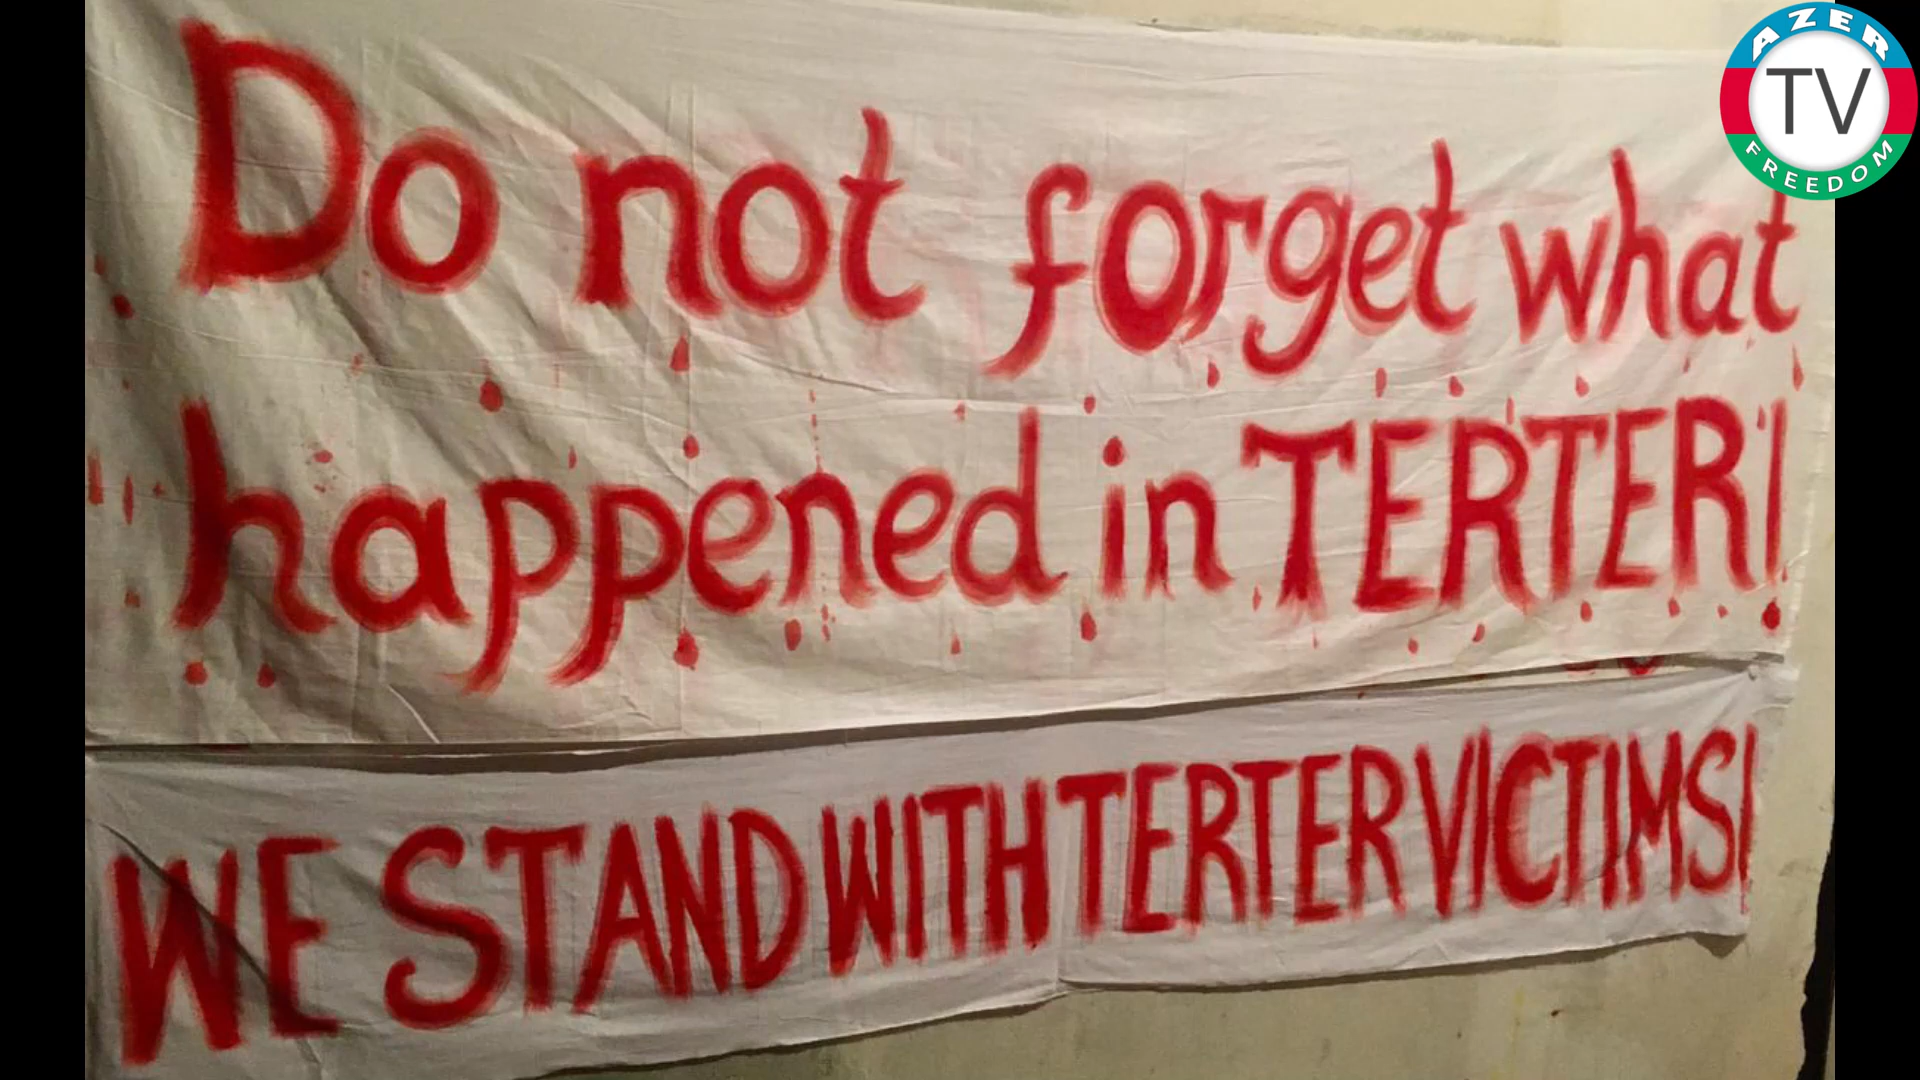 Do not forget what
happened in TERTER!
WE STAND WITH TERTER VICTIMS!
AZER
TV
FREEDOM